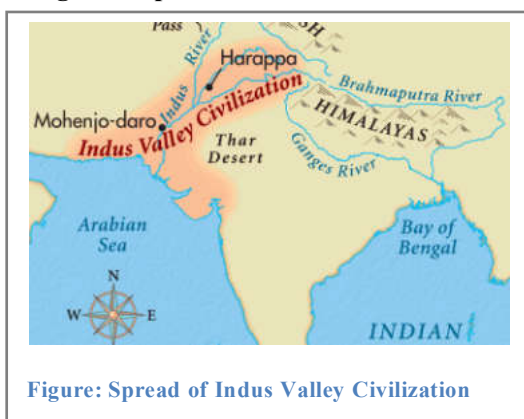 Pass
SH
River
Harappa
Indus
Brahmaputra River
Mohenjo-daro
Indus Valley Civilization
HIMALAYAS
Thar
Desert
Ganges River
Arabian
Sea
Bay of
Bengal
N
W
E
S
INDIAN
Figure: Spread of Indus Valley Civilization